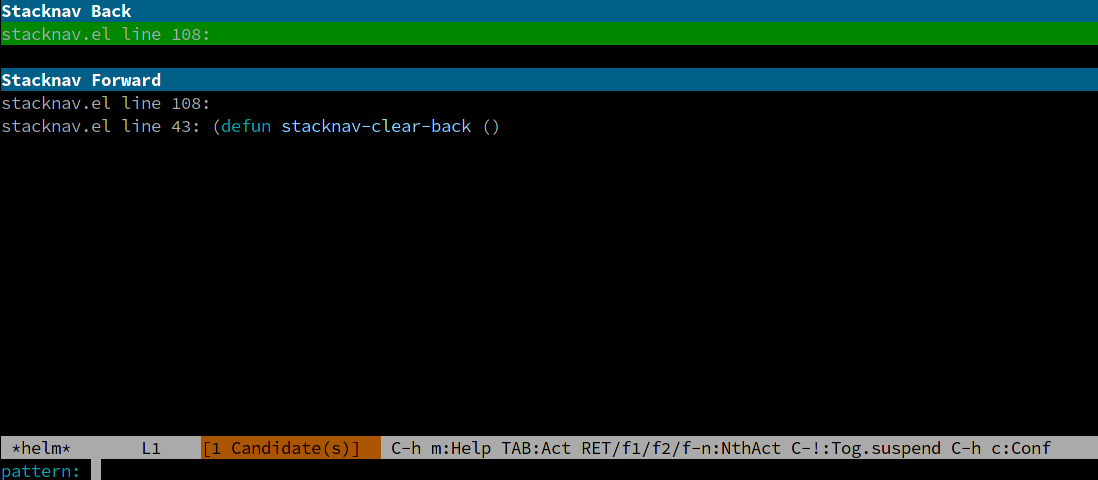 Stacknav Back
stacknav.el line 108:
Stacknav Forward
stacknav.el line 108:
stacknav.el line 43: (defun stacknav-clear-back ()
*helm* L1 [1 Candidate(s)] C-h m:Help TAB:Act RET/f1/f2/f-n:NthAct C-!:Tog.suspend C-h c:Conf
pattern: